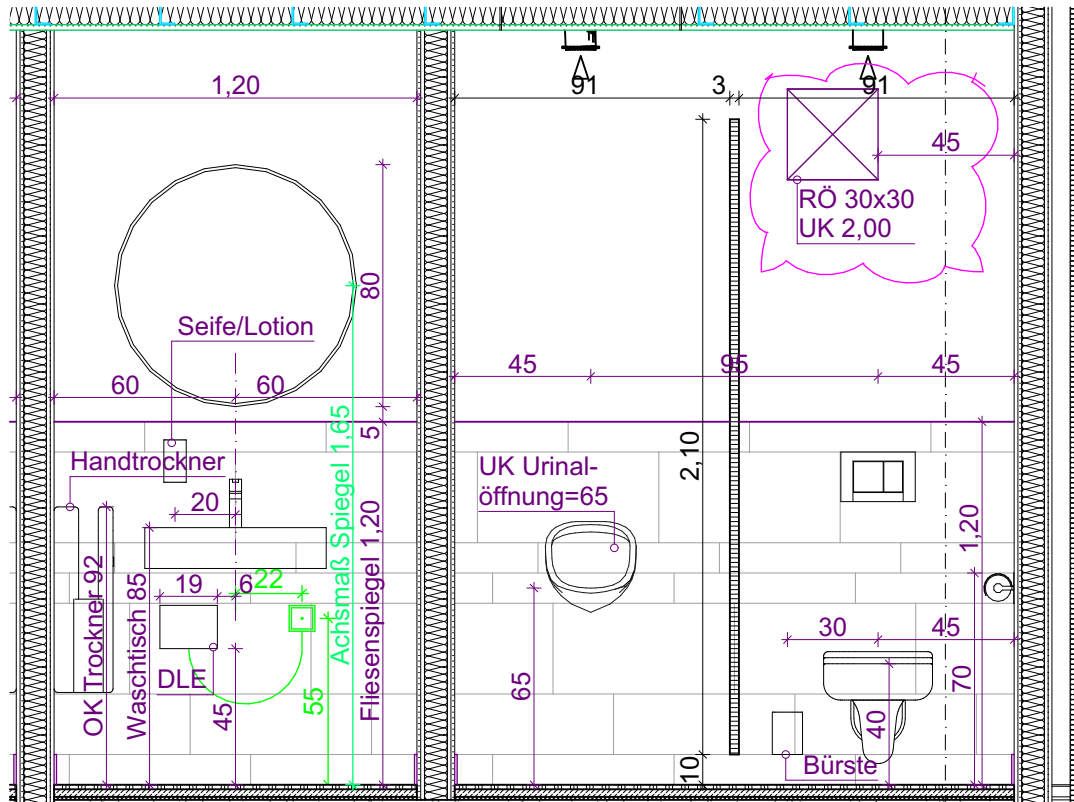 1,20
91
3
91
45
RÖ 30x30
UK 2,00
80
Seife/Lotion
60
60
45
95
45
5
Achsmaß Spiegel 1,65
Handtrockner
20
2,10
UK Urinal-
öffnung=65
1,20
Fliesenspiegel 1,20
OK Trockner 92
Waschtisch 85
19
6
22
30
45
DLE
45
55
65
70
40
10
Bürste